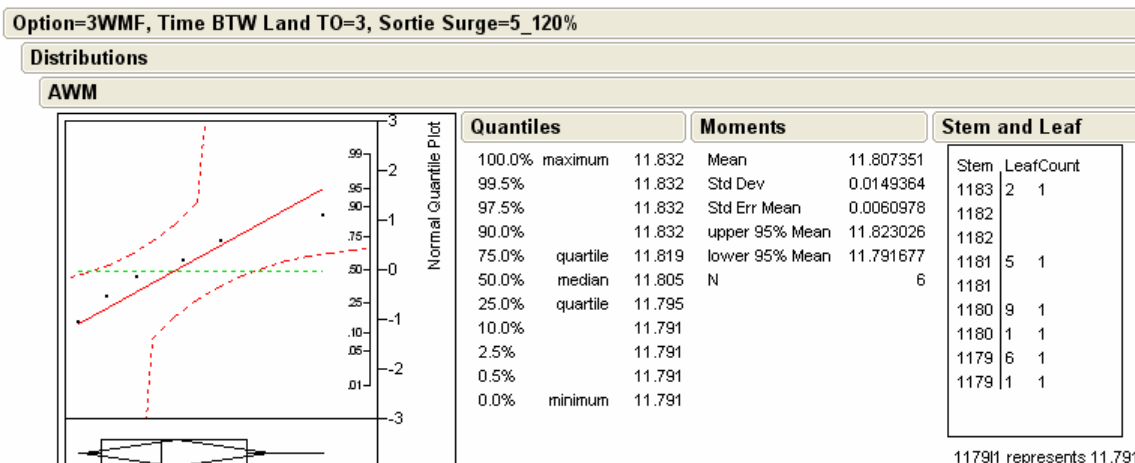 Option=3WMF, Time BTW Land TO=3, Sortie Surge=5_120%
Distributions
AWM
3
.99
2
.95
.90
1
.75
.50
0
.25
.10
-1
.05
-2
.01
-3
Normal Quantile Plot
Quantiles
100.0% maximum 11.832
99.5% 11.832
97.5% 11.832
90.0% 11.832
75.0% quartile 11.819
50.0% median 11.805
25.0% quartile 11.795
10.0% 11.791
2.5% 11.791
0.5% 11.791
0.0% minimum 11.791
Moments
Mean 11.807351
Std Dev 0.0149364
Std Err Mean 0.0060978
upper 95% Mean 11.823026
lower 95% Mean 11.791677
N 6
Stem and Leaf
Stem LeafCount
1183 2 1
1182
1182
1181 5 1
1181
1180 9 1
1180 1 1
1179 6 1
1179 1 1
1179|1 represents 11.791